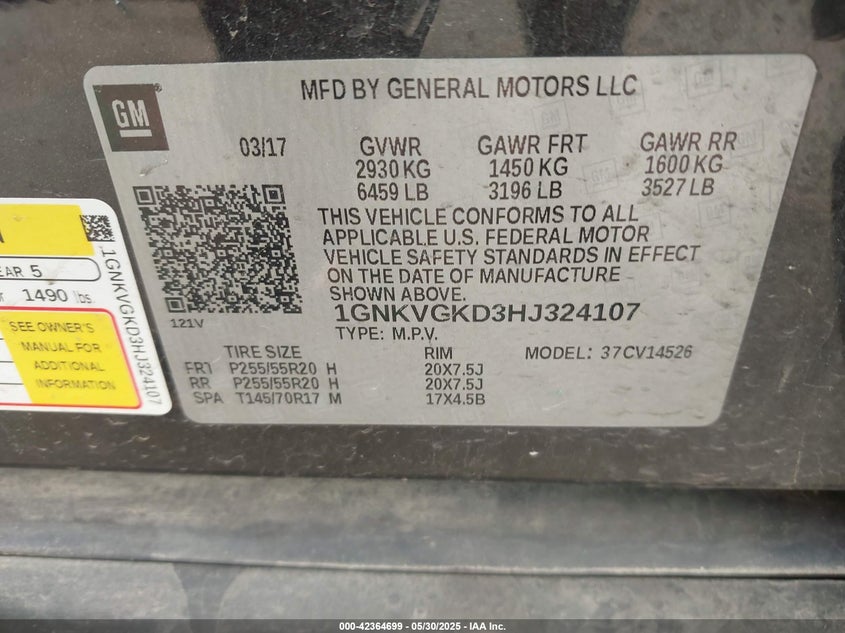 GM
MFD BY GENERAL MOTORS LLC
03/17 GVWR GAWR FRT GAWR RR
2930 KG 1450 KG 1600 KG
6459 LB 3196 LB 3527 LB
THIS VEHICLE CONFORMS TO ALL
APPLICABLE U.S. FEDERAL MOTOR
VEHICLE SAFETY STANDARDS IN EFFECT
ON THE DATE OF MANUFACTURE
SHOWN ABOVE.
121V
1GNKVGKD3HJ324107
TYPE: M.P.V.
TIRE SIZE RIM MODEL: 37CV14526
FRT P255/55R20 H 20X7.5J
RR P255/55R20 H 20X7.5J
SPA T145/70R17 M 17X4.5B
5
1490 lbs.
SEE OWNER'S
MANUAL FOR
ADDITIONAL
INFORMATION
1GNKVGKD3HJ324107
000-42364699 - 05/30/2025 - IAA Inc.